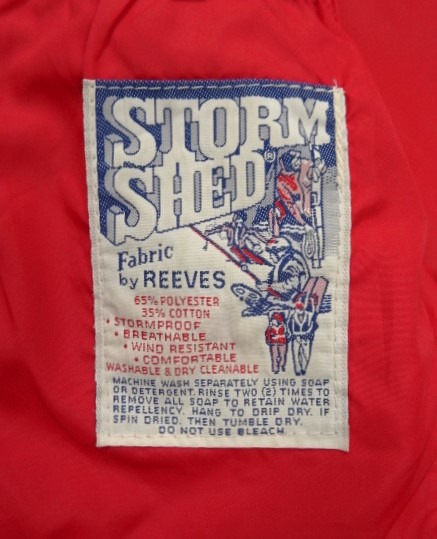 STORM
SHED®
Fabric
by REEVES
65% POLYESTER
35% COTTON
• STORMPROOF
• BREATHABLE
• WIND RESISTANT
• COMFORTABLE
WASHABLE & DRY CLEANABLE
MACHINE WASH SEPARATELY USING SOAP
OR DETERGENT. RINSE TWO (2) TIMES TO
REMOVE ALL SOAP TO RETAIN WATER
REPELLENCY. HANG TO DRIP DRY. IF
SPIN DRIED, THEN TUMBLE DRY.
DO NOT USE BLEACH.